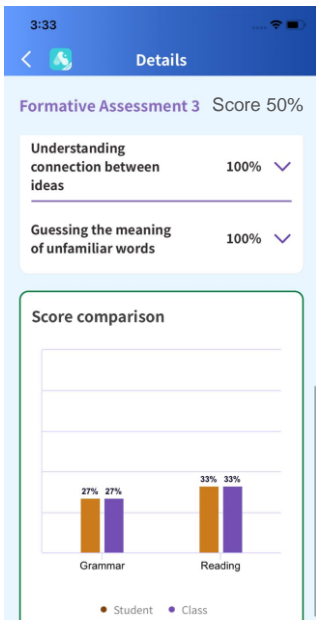 3:33
Details
Formative Assessment 3 Score 50%
Understanding
connection between
ideas
100%
Guessing the meaning
of unfamiliar words
100%
Score comparison
27% 27%
33% 33%
Grammar
Reading
Student
Class